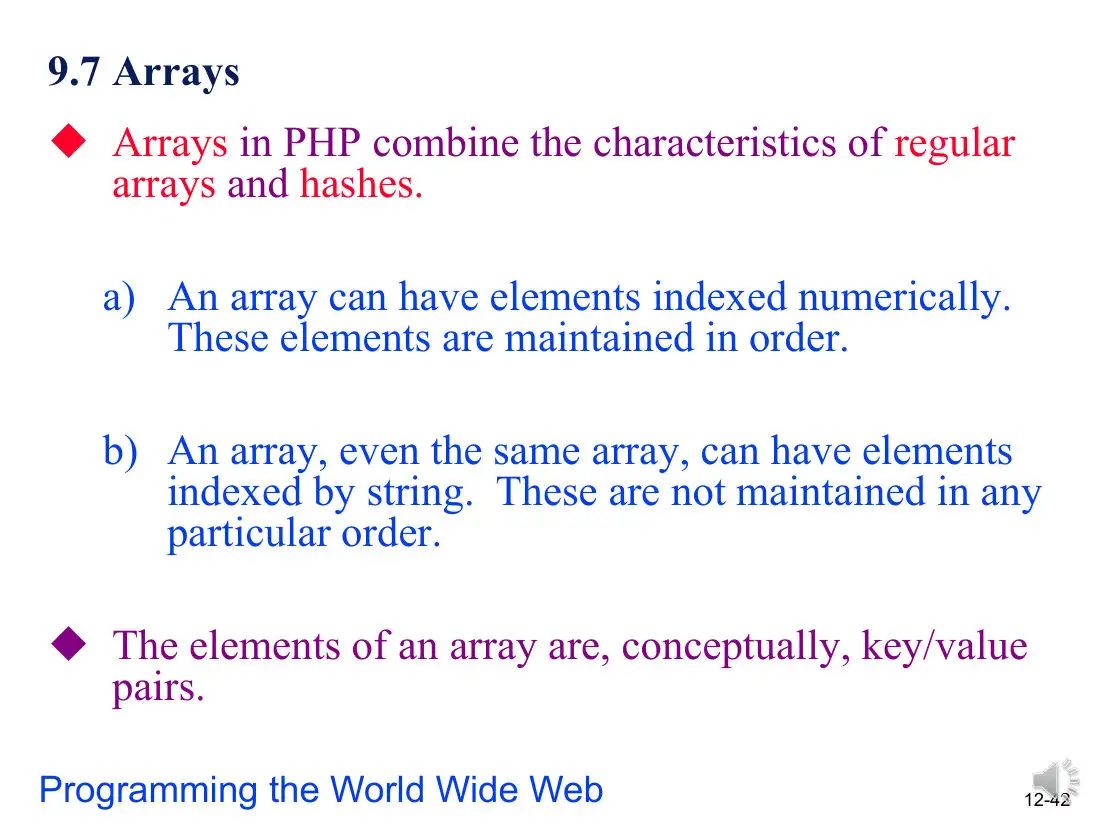 9.7 Arrays
Arrays in PHP combine the characteristics of regular
arrays and hashes.
a) An array can have elements indexed numerically.
These elements are maintained in order.
b) An array, even the same array, can have elements
indexed by string.  These are not maintained in any
particular order.
The elements of an array are, conceptually, key/value
pairs.
Programming the World Wide Web
12-42